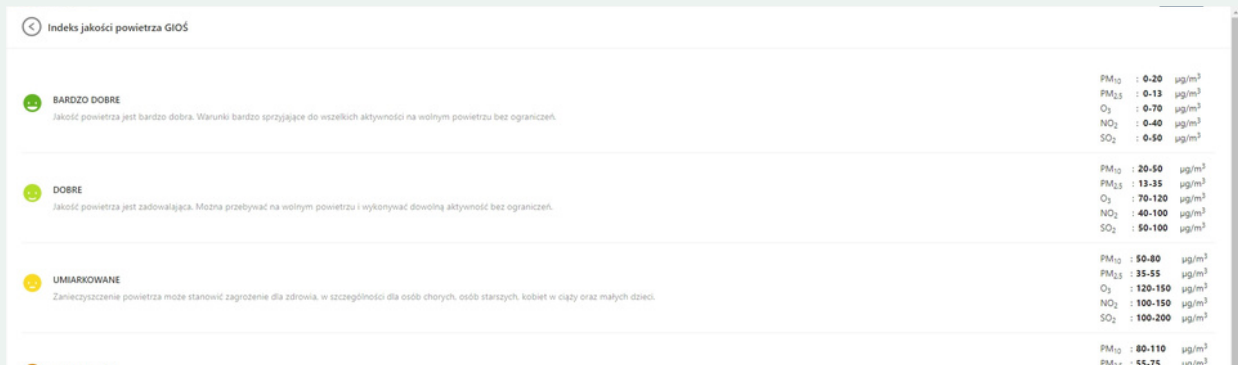 Indeks jakości powietrza GIOŚ
BARDZO DOBRE
Jakość powietrza jest bardzo dobra. Warunki bardzo sprzyjające do wszelkich aktywności na wolnym powietrzu bez ograniczeń.
PM₁₀ : 0-20 µg/m³
PM₂.₅ : 0-13 µg/m³
O₃ : 0-70 µg/m³
NO₂ : 0-40 µg/m³
SO₂ : 0-50 µg/m³
DOBRE
Jakość powietrza jest zadowalająca. Można przebywać na wolnym powietrzu i wykonywać dowolną aktywność bez ograniczeń.
PM₁₀ : 20-50 µg/m³
PM₂.₅ : 13-35 µg/m³
O₃ : 70-120 µg/m³
NO₂ : 40-100 µg/m³
SO₂ : 50-100 µg/m³
UMIARKOWANE
Zanieczyszczenie powietrza może stanowić zagrożenie dla zdrowia, w szczególności dla osób chorych, osób starszych, kobiet w ciąży oraz małych dzieci.
PM₁₀ : 50-80 µg/m³
PM₂.₅ : 35-55 µg/m³
O₃ : 120-150 µg/m³
NO₂ : 100-150 µg/m³
SO₂ : 100-200 µg/m³
PM₁₀ : 80-110 µg/m³
55-75 µg/m³